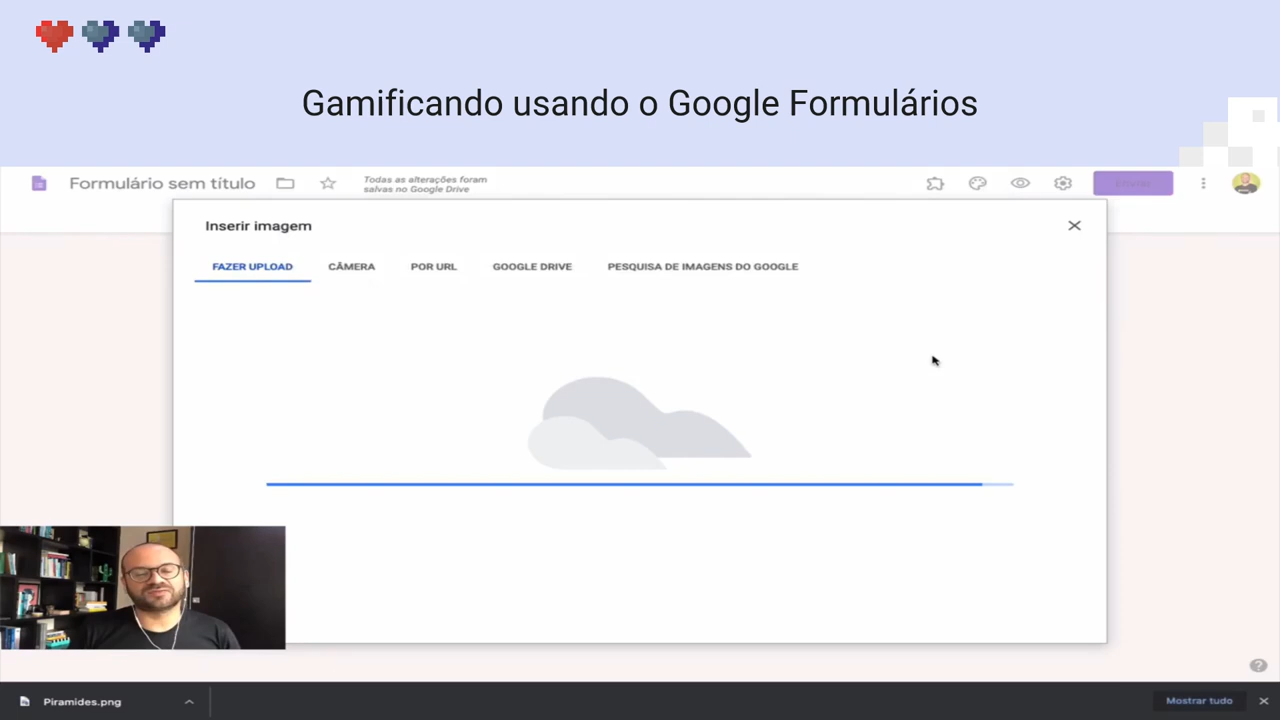 Gamificando usando o Google Formulários
Formulário sem título
Todas as alterações foram
salvas no Google Drive
Inserir imagem
FAZER UPLOAD
CÂMERA
POR URL
GOOGLE DRIVE
PESQUISA DE IMAGENS DO GOOGLE
Piramides.png
Mostrar tudo